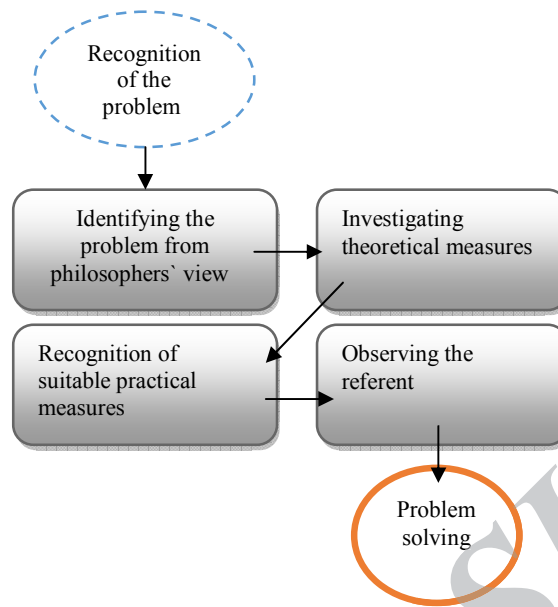 Recognition
of the
problem
Identifying the
problem from
philosophers` view
Investigating
theoretical measures
Recognition of
suitable practical
measures
Observing the
referent
Problem
solving